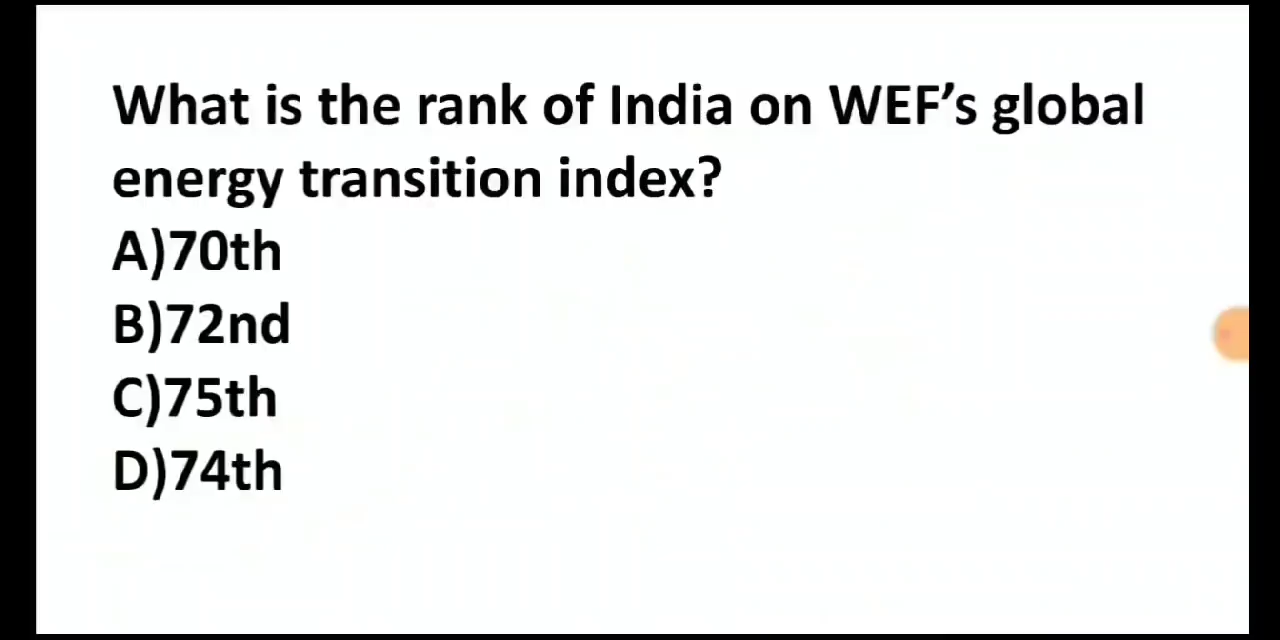 What is the rank of India on WEF’s global
energy transition index?
A)70th
B)72nd
C)75th
D)74th